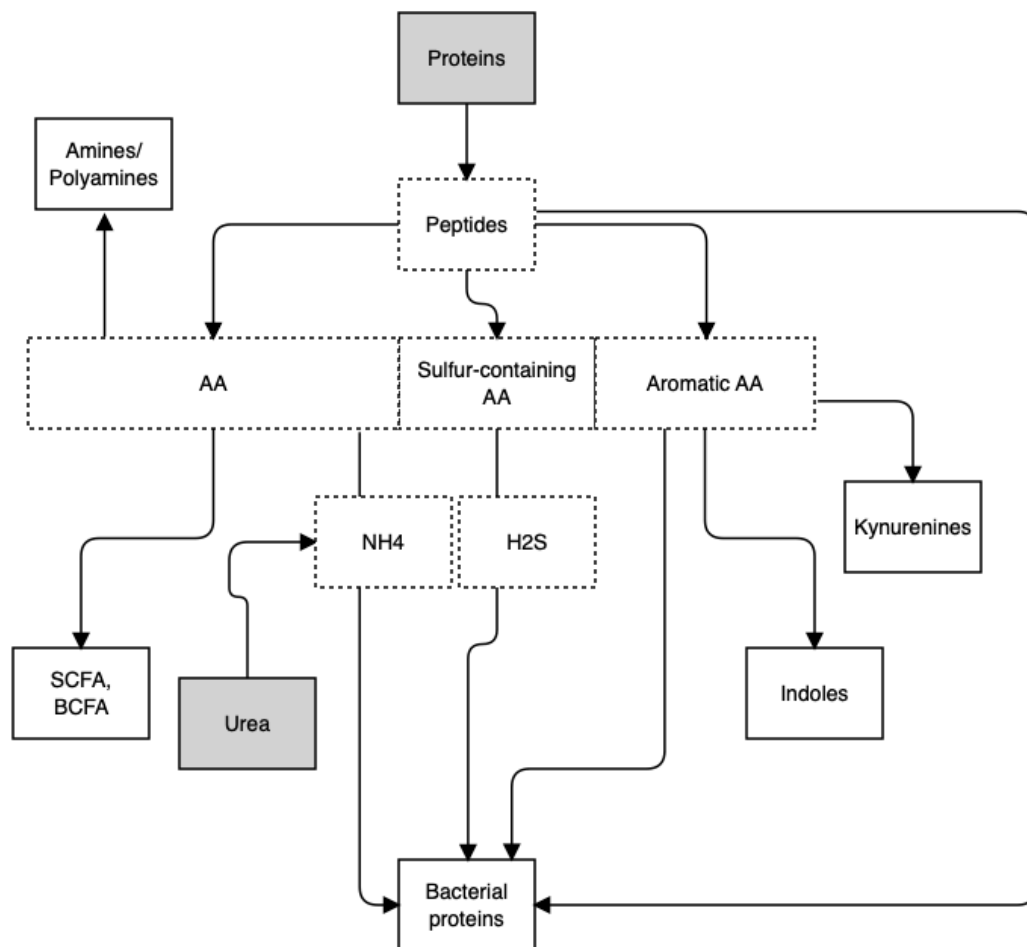 Proteins
Amines/
Polyamines
Peptides
AA
Sulfur-containing
AA
Aromatic AA
NH4
H2S
Kynurenines
SCFA,
BCFA
Urea
Indoles
Bacterial
proteins